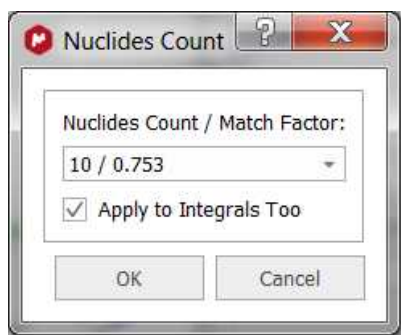 Nuclides Count
Nuclides Count / Match Factor:
10 / 0.753
Apply to Integrals Too
OK Cancel